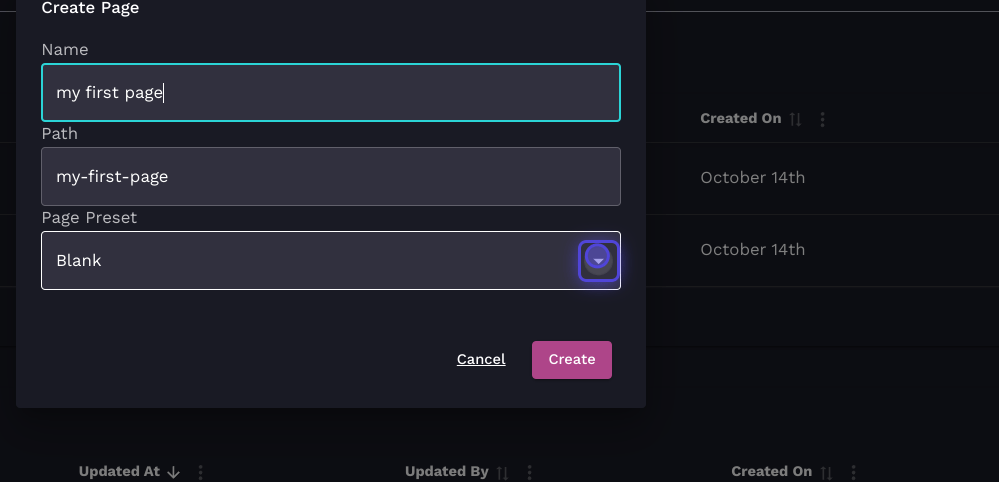 Create Page
Name
my first page
Path
my-first-page
Page Preset
Blank
Cancel Create
Created On
October 14th
October 14th
Updated At Updated By Created On